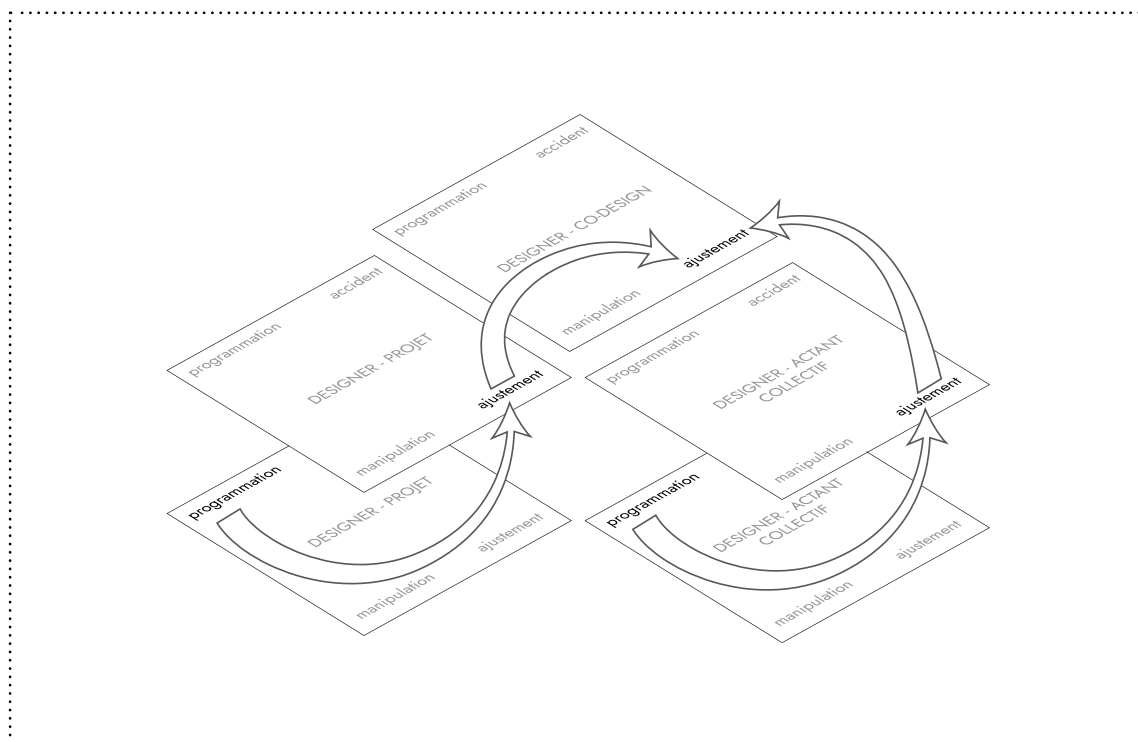 accident
programmation
DESIGNER - CO-DESIGN
ajustement
manipulation
accident
programmation
DESIGNER - PROJET
ajustement
manipulation
accident
programmation
DESIGNER - ACTANT
COLLECTIF
ajustement
manipulation
programmation
DESIGNER - PROJET
ajustement
manipulation
programmation
DESIGNER - ACTANT
COLLECTIF
ajustement
manipulation